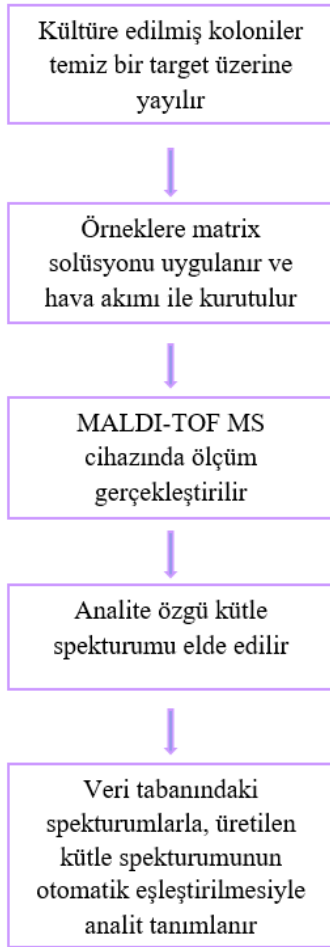 Kültüre edilmiş koloniler
temiz bir target üzerine
yayılır
Örneklere matrix
solüsyonu uygulanır ve
hava akımı ile kurutulur
MALDI-TOF MS
cihazında ölçüm
gerçekleştirilir
Analite özgü kütle
spekturumu elde edilir
Veri tabanındaki
spekturumlarla, üretilen
kütle spekturumunun
otomatik eşleştirilmesiyle
analit tanımlanır